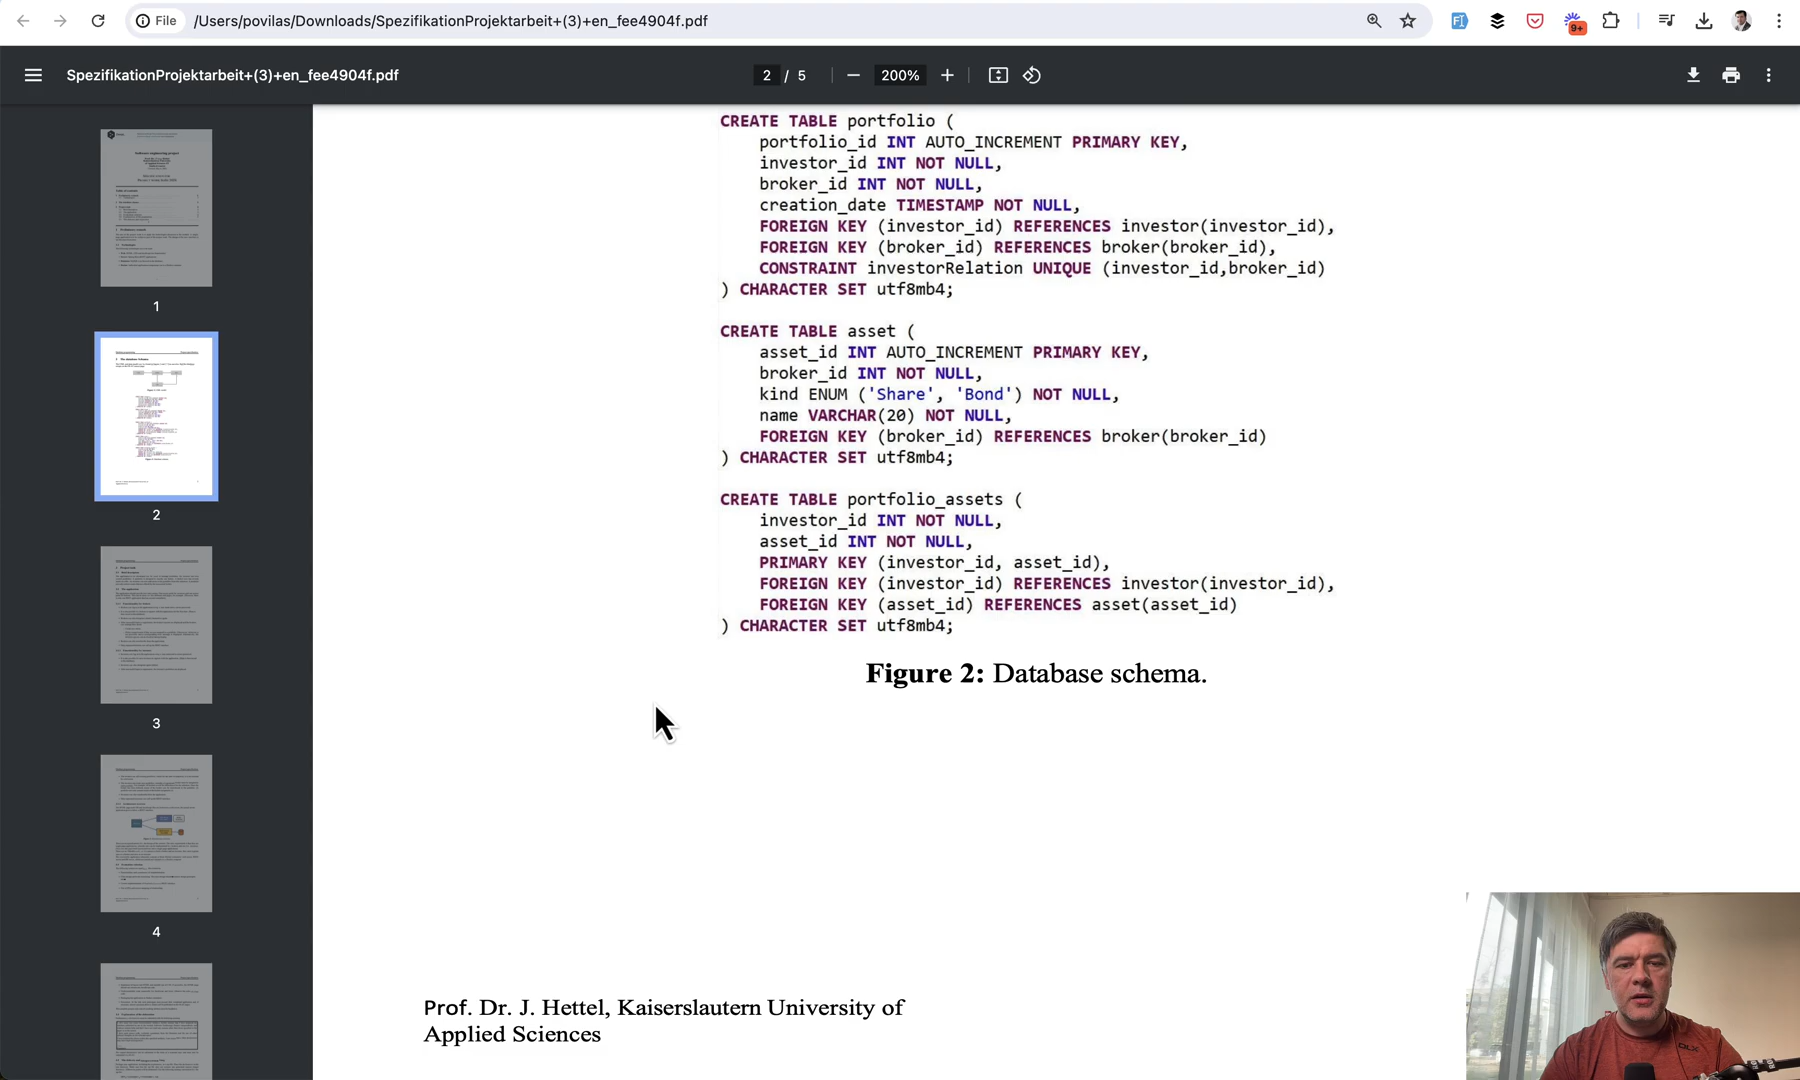 File
/Users/povilas/Downloads/SpezifikationProjektarbeit+(3)+en_fee4904f.pdf
9+
SpezifikationProjektarbeit+(3)+en_fee4904f.pdf
2 / 5
200%
1
2
3
4
CREATE TABLE portfolio (
portfolio_id INT AUTO_INCREMENT PRIMARY KEY,
investor_id INT NOT NULL,
broker_id INT NOT NULL,
creation_date TIMESTAMP NOT NULL,
FOREIGN KEY (investor_id) REFERENCES investor(investor_id),
FOREIGN KEY (broker_id) REFERENCES broker(broker_id),
CONSTRAINT investorRelation UNIQUE (investor_id,broker_id)
) CHARACTER SET utf8mb4;
CREATE TABLE asset (
asset_id INT AUTO_INCREMENT PRIMARY KEY,
broker_id INT NOT NULL,
kind ENUM ('Share', 'Bond') NOT NULL,
name VARCHAR(20) NOT NULL,
FOREIGN KEY (broker_id) REFERENCES broker(broker_id)
) CHARACTER SET utf8mb4;
CREATE TABLE portfolio_assets (
investor_id INT NOT NULL,
asset_id INT NOT NULL,
PRIMARY KEY (investor_id, asset_id),
FOREIGN KEY (investor_id) REFERENCES investor(investor_id),
FOREIGN KEY (asset_id) REFERENCES asset(asset_id)
) CHARACTER SET utf8mb4;
Figure 2: Database schema.
Prof. Dr. J. Hettel, Kaiserslautern University of
Applied Sciences